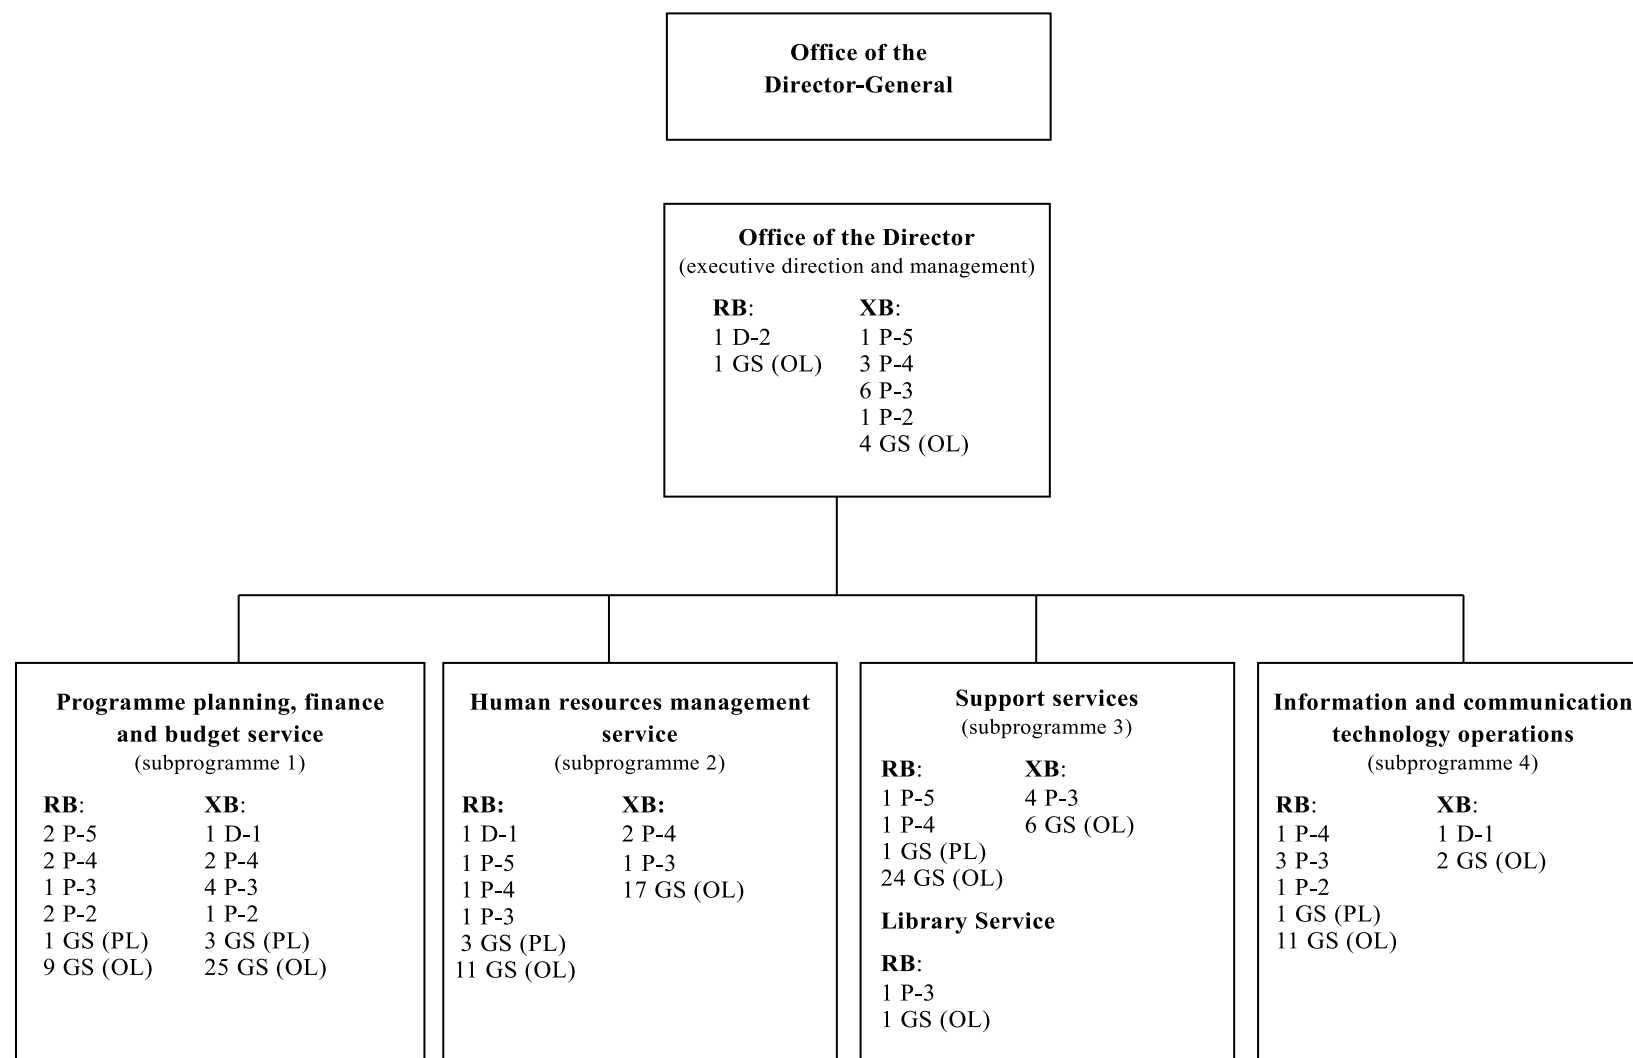 Office of the
Director-General
Office of the Director
(executive direction and management)
RB:
1 D-2
1 GS (OL)
XB:
1 P-5
3 P-4
6 P-3
1 P-2
4 GS (OL)
Programme planning, finance
and budget service
(subprogramme 1)
RB:
2 P-5
2 P-4
1 P-3
2 P-2
1 GS (PL)
9 GS (OL)
XB:
1 D-1
2 P-4
4 P-3
1 P-2
3 GS (PL)
25 GS (OL)
Human resources management
service
(subprogramme 2)
RB:
1 D-1
1 P-5
1 P-4
1 P-3
3 GS (PL)
11 GS (OL)
XB:
2 P-4
1 P-3
17 GS (OL)
Support services
(subprogramme 3)
RB:
1 P-5
1 P-4
1 GS (PL)
24 GS (OL)
XB:
4 P-3
6 GS (OL)
Library Service
RB:
1 P-3
1 GS (OL)
Information and communication
technology operations
(subprogramme 4)
RB:
1 P-4
3 P-3
1 P-2
1 GS (PL)
11 GS (OL)
XB:
1 D-1
2 GS (OL)